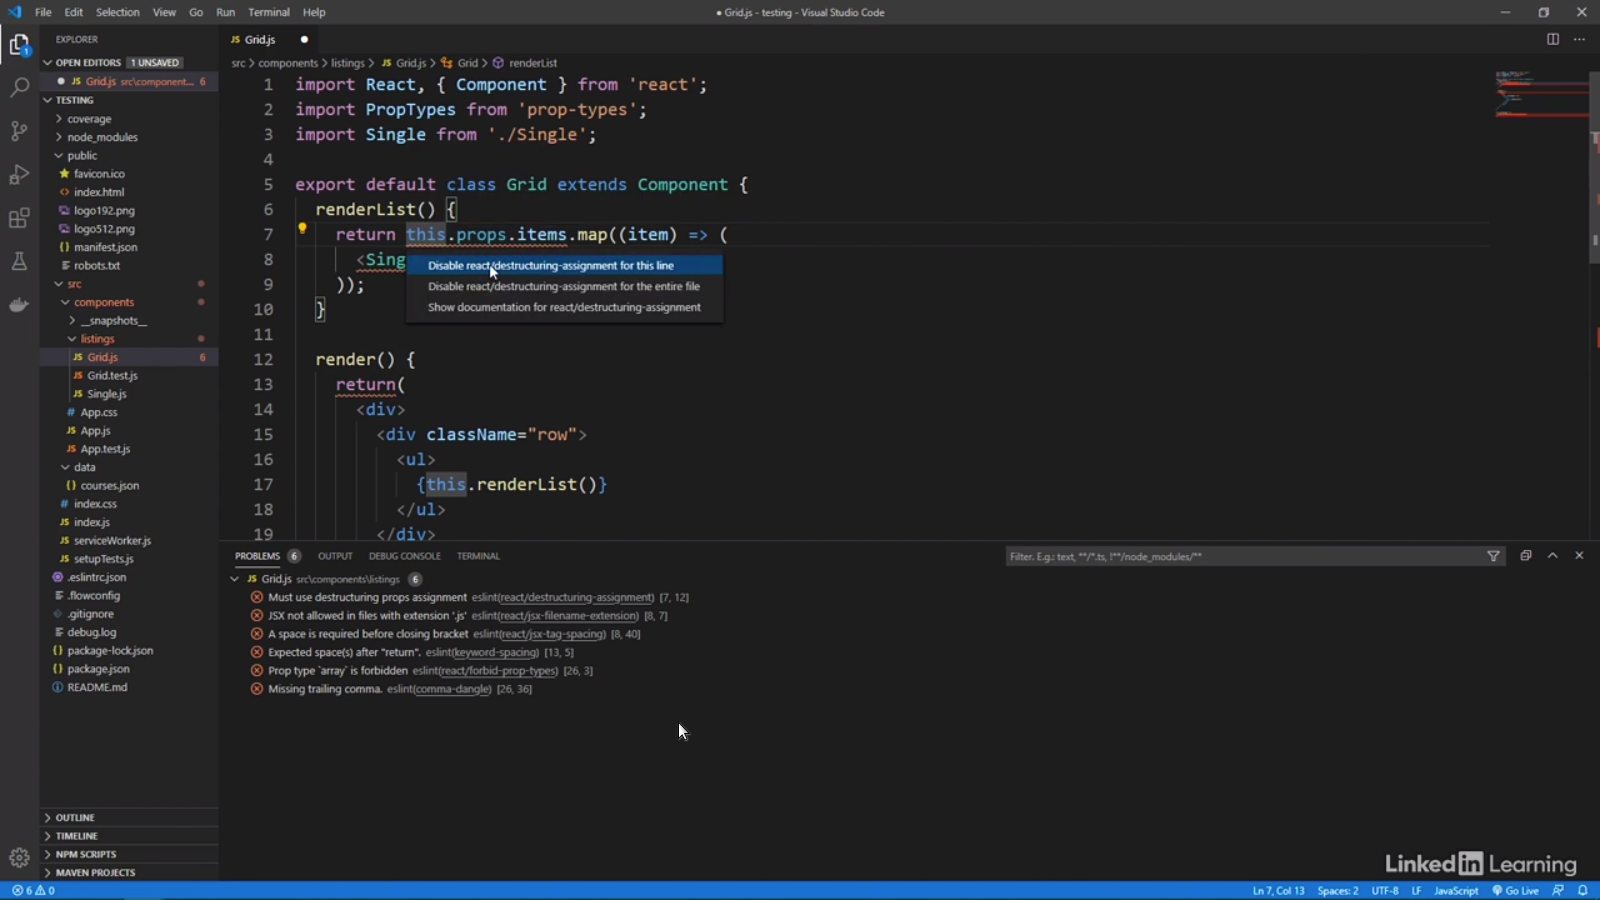 File Edit Selection View Go Run Terminal Help
● Grid.js - testing - Visual Studio Code
EXPLORER
OPEN EDITORS 1 UNSAVED
JS Grid.js src\component... 6
TESTING
coverage
node_modules
public
favicon.ico
index.html
logo192.png
logo512.png
manifest.json
robots.txt
src
components
__snapshots__
listings
JS Grid.js 6
JS Grid.test.js
JS Single.js
# App.css
JS App.js
JS App.test.js
data
{} courses.json
# index.css
JS index.js
JS serviceWorker.js
JS setupTests.js
.eslintrc.json
.flowconfig
.gitignore
debug.log
{} package-lock.json
{} package.json
README.md
OUTLINE
TIMELINE
NPM SCRIPTS
MAVEN PROJECTS
JS Grid.js ●
src > components > listings > JS Grid.js > Grid > renderList
1 import React, { Component } from 'react';
2 import PropTypes from 'prop-types';
3 import Single from './Single';
4
5 export default class Grid extends Component {
6 renderList() {
7 return this.props.items.map((item) => (
8 <Sing
9 ));
10 }
11
12 render() {
13 return(
14 <div>
15 <div className="row">
16 <ul>
17 {this.renderList()}
18 </ul>
19 </div>
Disable react/destructuring-assignment for this line
Disable react/destructuring-assignment for the entire file
Show documentation for react/destructuring-assignment
PROBLEMS 6 OUTPUT DEBUG CONSOLE TERMINAL
Filter. E.g.: text, **/*.ts, !**/node_modules/**
JS Grid.js src\components\listings 6
Must use destructuring props assignment eslint(react/destructuring-assignment) [7, 12]
JSX not allowed in files with extension '.js' eslint(react/jsx-filename-extension) [8, 7]
A space is required before closing bracket eslint(react/jsx-tag-spacing) [8, 40]
Expected space(s) after "return". eslint(keyword-spacing) [13, 5]
Prop type `array` is forbidden eslint(react/forbid-prop-types) [26, 3]
Missing trailing comma. eslint(comma-dangle) [26, 36]
LinkedIn Learning
6 0
Ln 7, Col 13 Spaces: 2 UTF-8 LF JavaScript Go Live